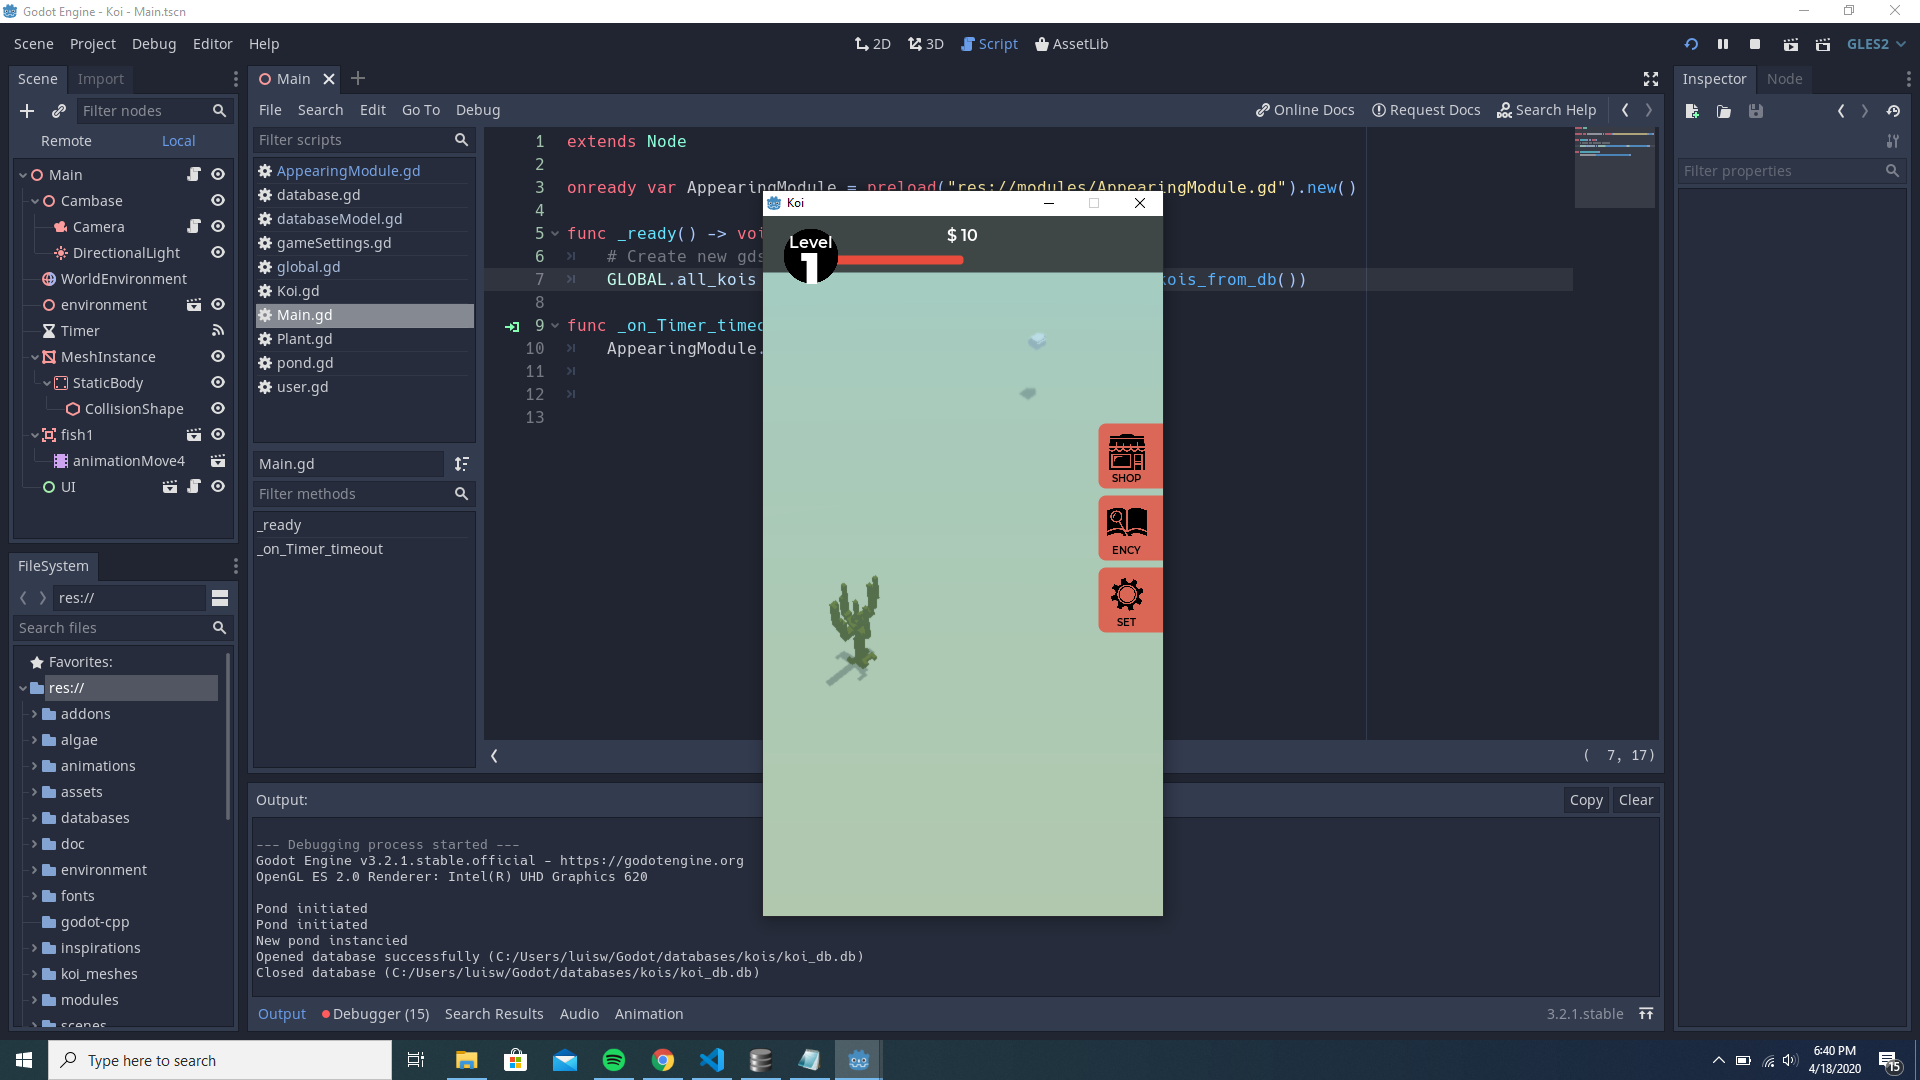 Godot Engine - Koi - Main.tscn
Scene Project Debug Editor Help
2D 3D Script AssetLib
GLES2
Scene Import
Main
Inspector Node
Filter nodes
File Search Edit Go To Debug
Online Docs Request Docs Search Help
Remote Local
Filter scripts
Filter properties
Main
Cambase
Camera
DirectionalLight
WorldEnvironment
environment
Timer
MeshInstance
StaticBody
CollisionShape
fish1
animationMove4
UI
AppearingModule.gd
database.gd
databaseModel.gd
gameSettings.gd
global.gd
Koi.gd
Main.gd
Plant.gd
pond.gd
user.gd
Main.gd
Filter methods
_ready
_on_Timer_timeout
1 extends Node
2
3 onready var AppearingModule = preload("res://modules/AppearingModule.gd").new()
4
5 func _ready() -> voi
6 # Create new gds
7 GLOBAL.all_kois kois_from_db())
8
9 func _on_Timer_timeo
10 AppearingModule.
11
12
13
( 7, 17)
Koi
Level
1
$ 10
SHOP
ENCY
SET
FileSystem
res://
Search files
Favorites:
res://
addons
algae
animations
assets
databases
doc
environment
fonts
godot-cpp
inspirations
koi_meshes
modules
scenes
Output:
Copy Clear
--- Debugging process started ---
Godot Engine v3.2.1.stable.official - https://godotengine.org
OpenGL ES 2.0 Renderer: Intel(R) UHD Graphics 620
Pond initiated
Pond initiated
New pond instancied
Opened database successfully (C:/Users/luisw/Godot/databases/kois/koi_db.db)
Closed database (C:/Users/luisw/Godot/databases/kois/koi_db.db)
Output Debugger (15) Search Results Audio Animation
3.2.1.stable
Type here to search
6:40 PM
4/18/2020
15